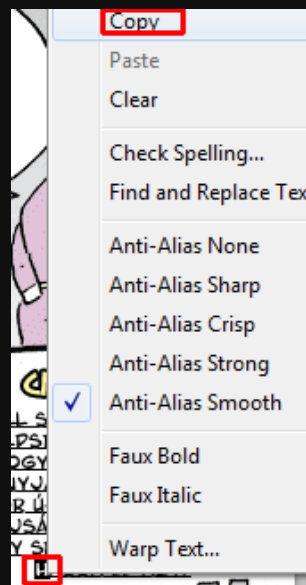 Copy
Paste
Clear
Check Spelling...
Find and Replace Tex
Anti-Alias None
Anti-Alias Sharp
Anti-Alias Crisp
Anti-Alias Strong
Anti-Alias Smooth
Faux Bold
Faux Italic
Warp Text...